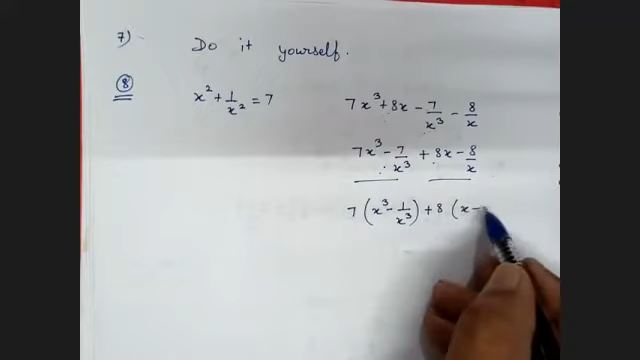 7) Do it yourself.
8 x² + 1/x² = 7
7x³ + 8x - 7/x³ - 8/x
7x³ - 7/x³ + 8x - 8/x
7 (x³ - 1/x³) + 8 (x -